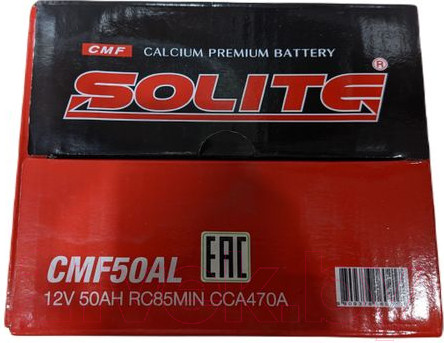 CMF CALCIUM PREMIUM BATTERY
SOLITE ®
CMF50AL EAC
12V 50AH RC85MIN CCA470A